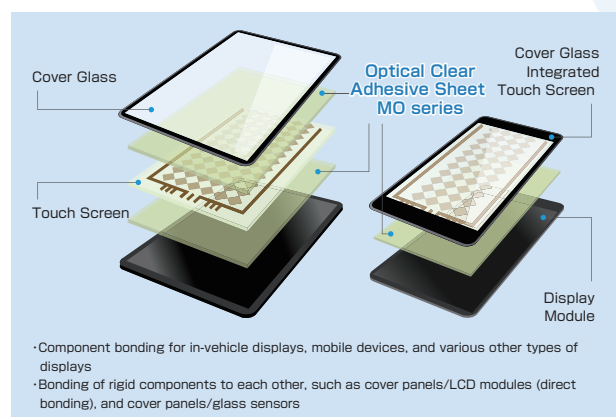 Cover Glass
Optical Clear
Adhesive Sheet
MO series
Cover Glass
Integrated
Touch Screen
Touch Screen
Display
Module
･Component bonding for in-vehicle displays, mobile devices, and various other types of
displays
･Bonding of rigid components to each other, such as cover panels/LCD modules (direct
bonding), and cover panels/glass sensors